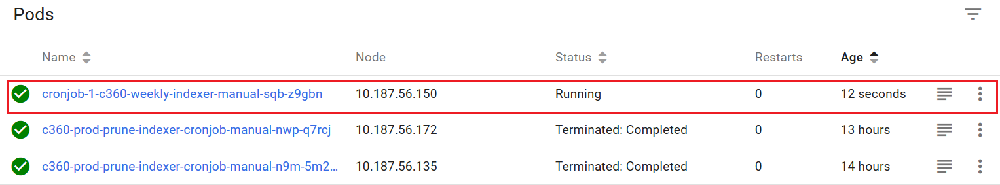 Pods
Name Node Status Restarts Age
cronjob-1-c360-weekly-indexer-manual-sqb-z9gbn 10.187.56.150 Running 0 12 seconds
c360-prod-prune-indexer-cronjob-manual-nwp-q7rcj 10.187.56.172 Terminated: Completed 0 13 hours
c360-prod-prune-indexer-cronjob-manual-n9m-5m2... 10.187.56.135 Terminated: Completed 0 14 hours